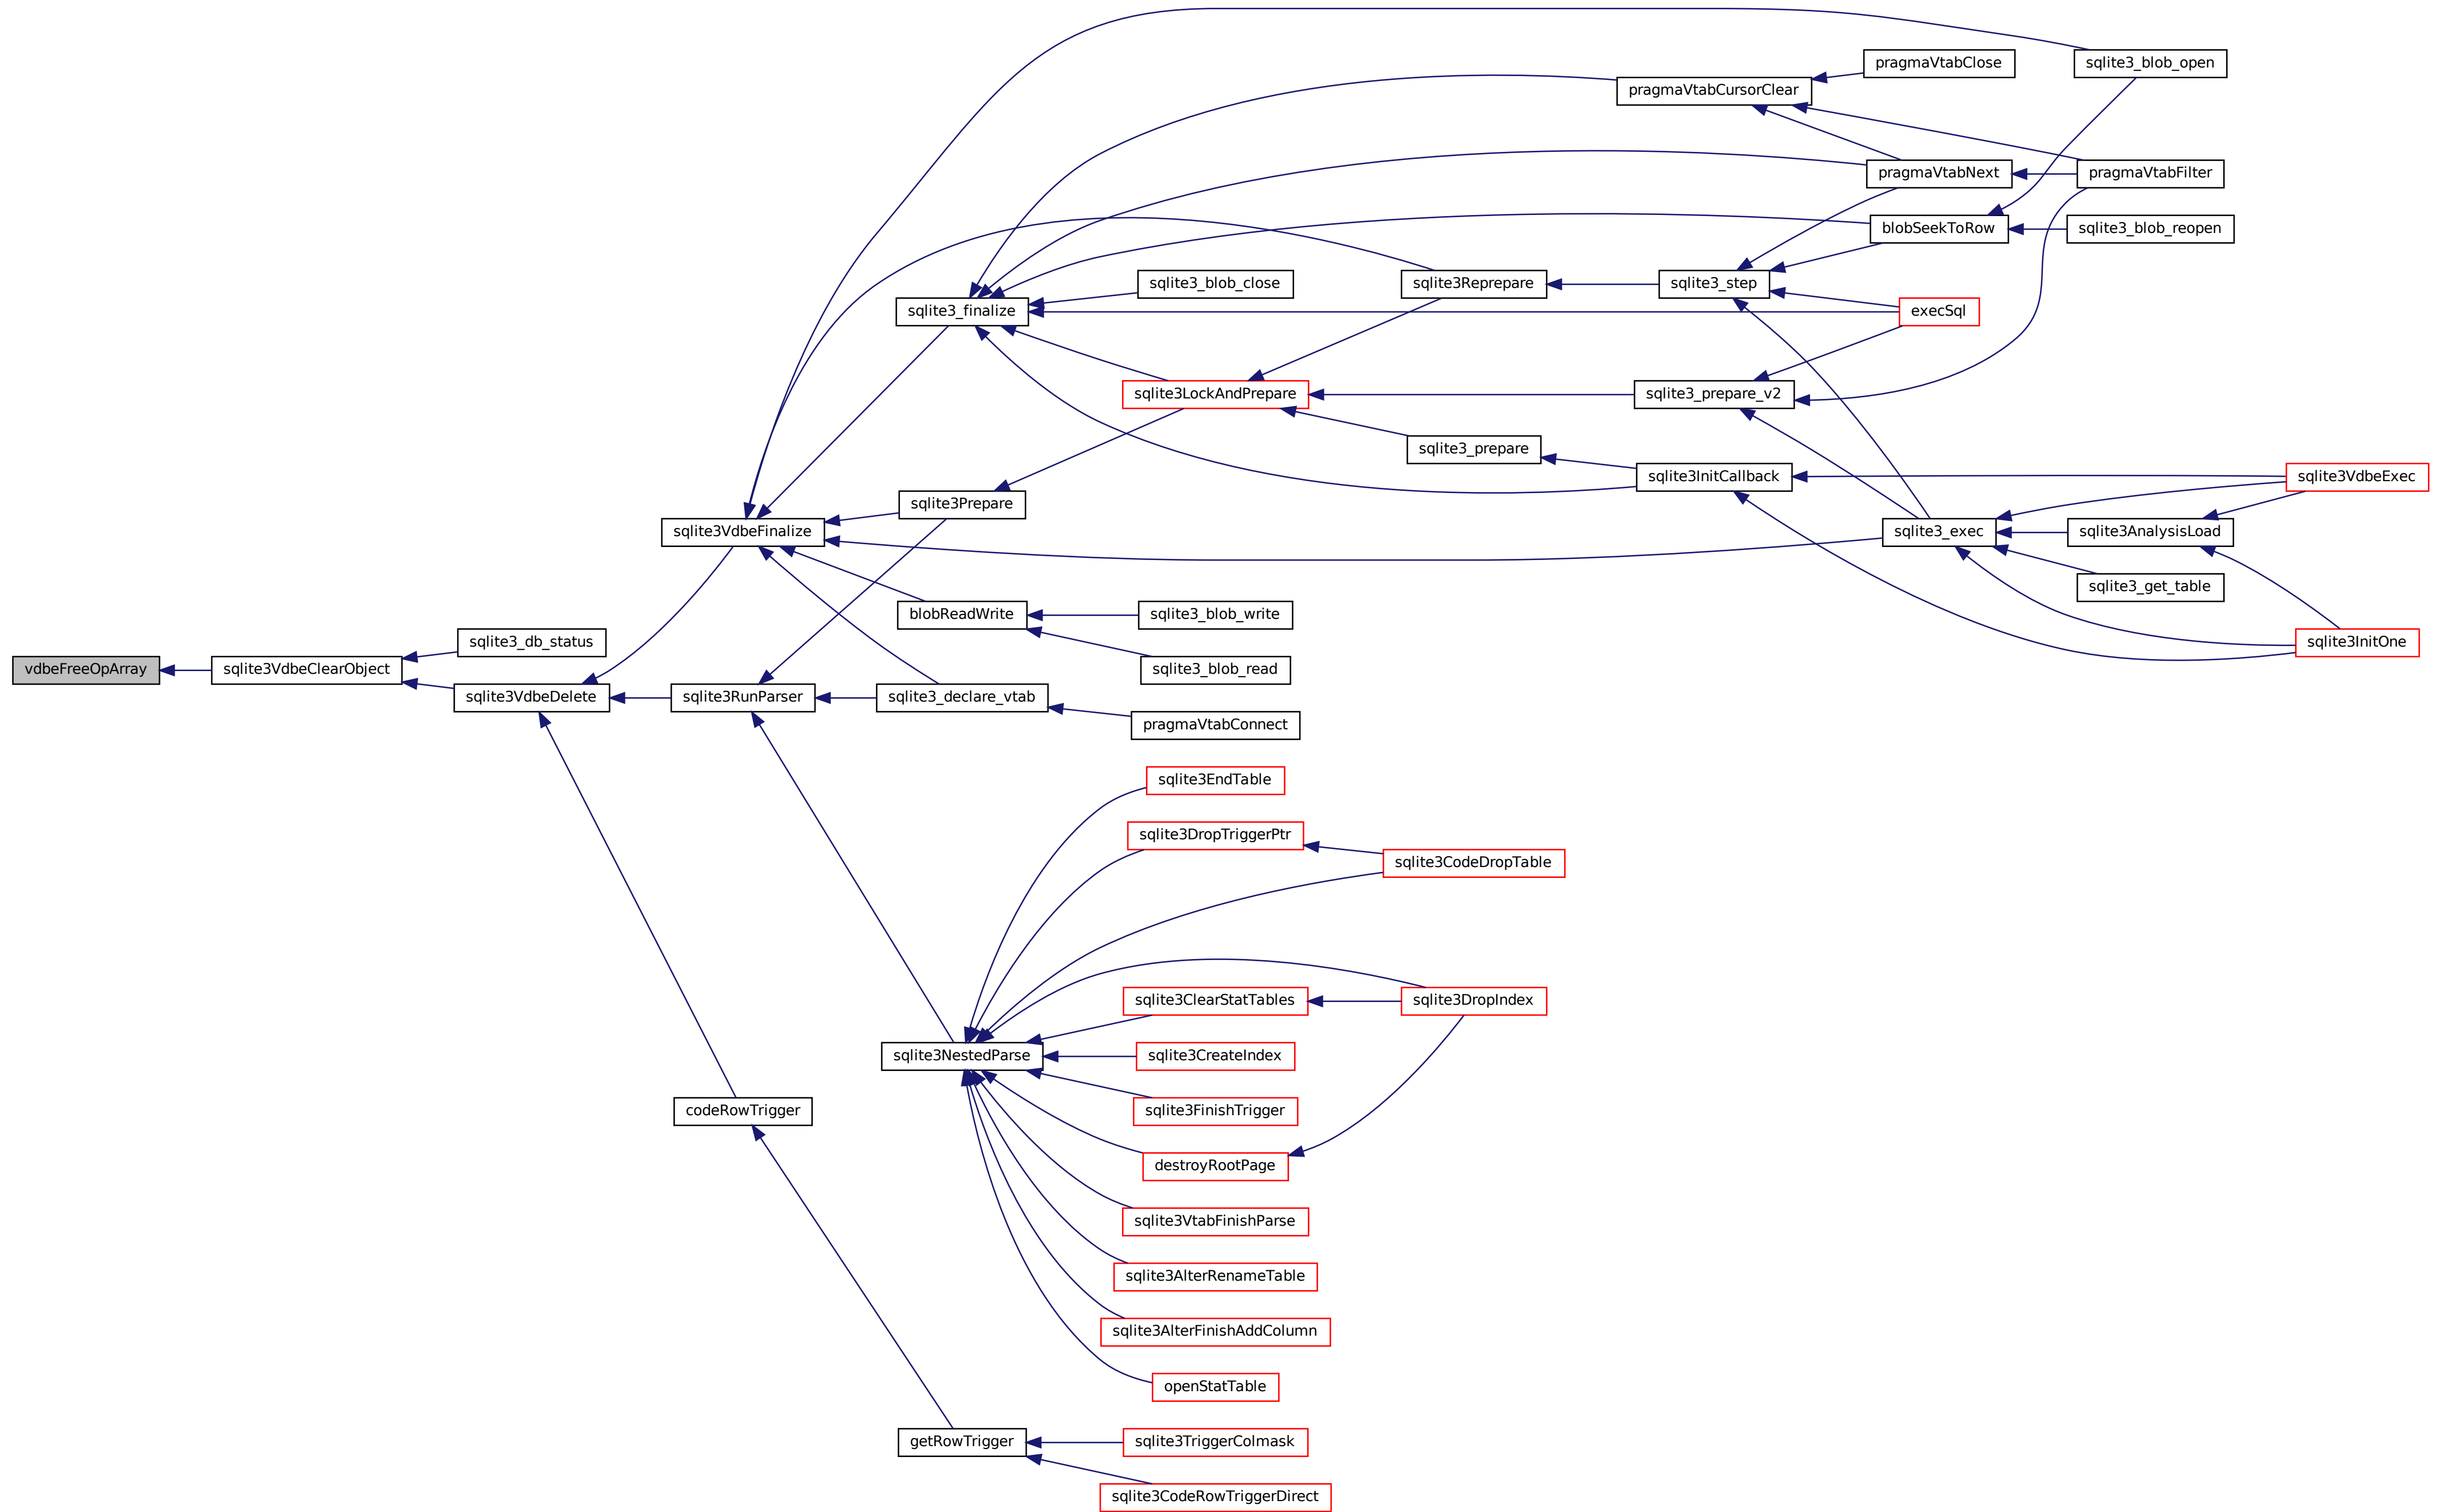 sqlite3_blob_open
pragmaVtabClose
pragmaVtabCursorClear
pragmaVtabNext
pragmaVtabFilter
blobSeekToRow
sqlite3_blob_reopen
sqlite3_blob_close
sqlite3Reprepare
sqlite3_step
sqlite3_finalize
execSql
sqlite3LockAndPrepare
sqlite3_prepare_v2
sqlite3_prepare
sqlite3InitCallback
sqlite3VdbeExec
sqlite3Prepare
sqlite3VdbeFinalize
sqlite3_exec
sqlite3AnalysisLoad
sqlite3_get_table
blobReadWrite
sqlite3_blob_write
sqlite3_db_status
sqlite3InitOne
vdbeFreeOpArray
sqlite3VdbeClearObject
sqlite3_blob_read
sqlite3VdbeDelete
sqlite3RunParser
sqlite3_declare_vtab
pragmaVtabConnect
sqlite3EndTable
sqlite3DropTriggerPtr
sqlite3CodeDropTable
sqlite3ClearStatTables
sqlite3DropIndex
sqlite3NestedParse
sqlite3CreateIndex
codeRowTrigger
sqlite3FinishTrigger
destroyRootPage
sqlite3VtabFinishParse
sqlite3AlterRenameTable
sqlite3AlterFinishAddColumn
openStatTable
getRowTrigger
sqlite3TriggerColmask
sqlite3CodeRowTriggerDirect